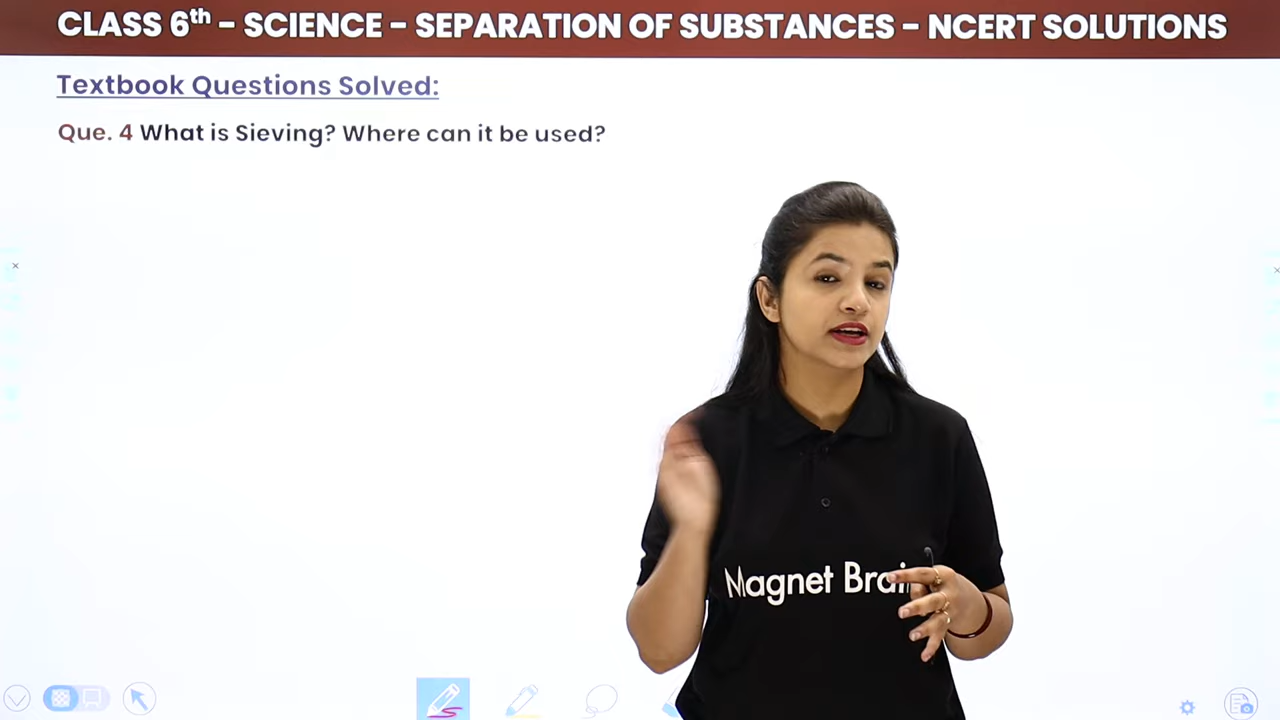 CLASS 6th - SCIENCE - SEPARATION OF SUBSTANCES - NCERT SOLUTIONS
Textbook Questions Solved:
Que. 4 What is Sieving? Where can it be used?
Magnet Brai